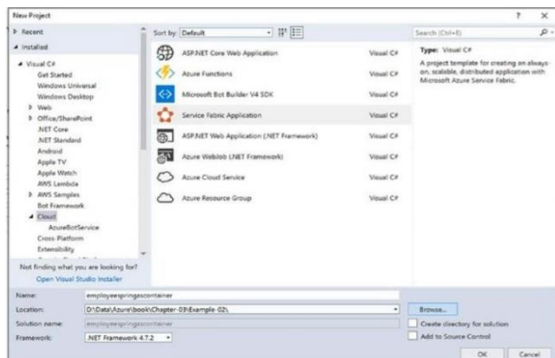 New Project
? X
Recent
Installed
Visual C#
Get Started
Windows Universal
Windows Desktop
Web
Office/SharePoint
.NET Core
.NET Standard
Android
Apple TV
Apple Watch
AWS Lambda
AWS Samples
Bot Framework
Cloud
AzureBotService
Cross-Platform
Extensibility
Not finding what you are looking for?
Open Visual Studio Installer
Sort by: Default
ASP.NET Core Web Application Visual C#
Azure Functions Visual C#
Microsoft Bot Builder V4 SDK Visual C#
Service Fabric Application Visual C#
ASP.NET Web Application (.NET Framework) Visual C#
Azure WebJob (.NET Framework) Visual C#
Azure Cloud Service Visual C#
Azure Resource Group Visual C#
Search (Ctrl+E)
Type: Visual C#
A project template for creating an always-
on, scalable, distributed application with
Microsoft Azure Service Fabric.
Name: employeespringascontainer
Location: D:\Data\Azure\book\Chapter-03\Example-02\
Browse...
Solution name: employeespringascontainer
Create directory for solution
Framework: .NET Framework 4.7.2
Add to Source Control
OK Cancel